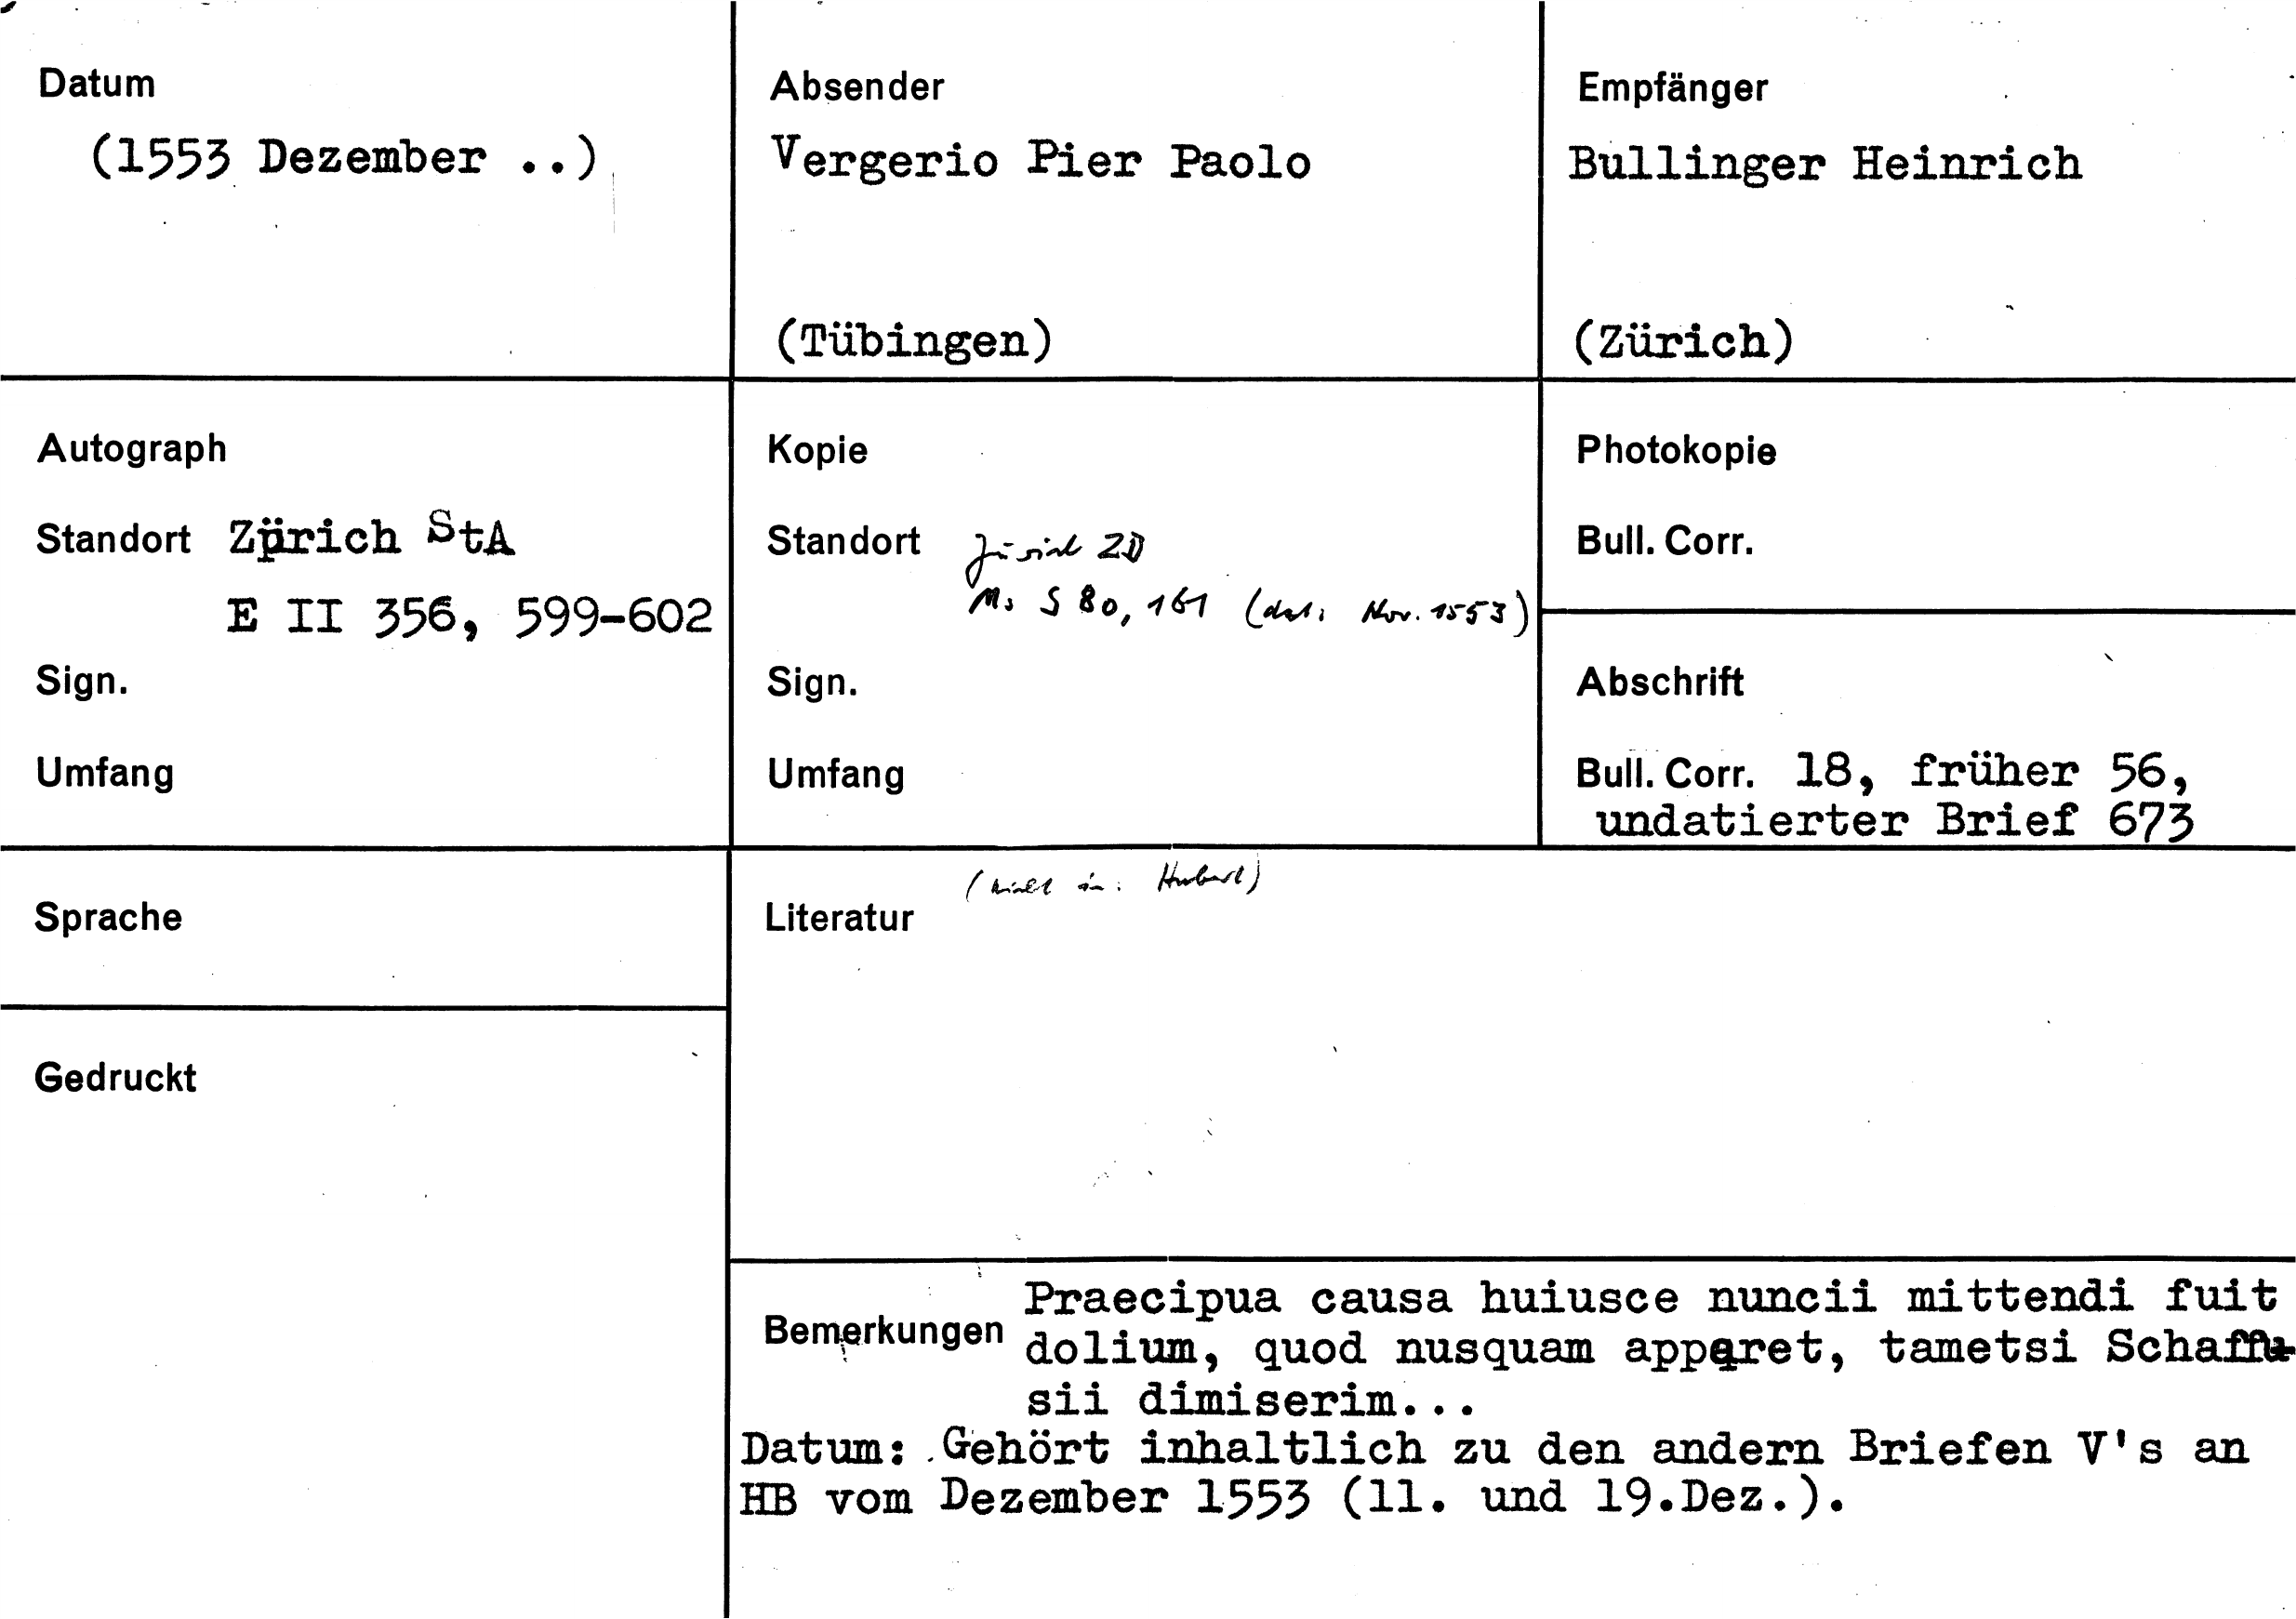 Datum
(1553 Dezember ..)
Absender
Vergerio Pier Paolo
(Tübingen)
Empfänger
Bullinger Heinrich
(Zürich)
Autograph
Standort Zürich StA
E II 356, 599-602
Sign.
Umfang
Kopie
Standort Zürich ZB
Ms S 80, 161 (dat. Nov. 1553)
Sign.
Umfang
Photokopie
Bull. Corr.
Abschrift
Bull. Corr. 18, früher 56,
undatierter Brief 673
Sprache
(nicht in: Hubert)
Literatur
Gedruckt
Bemerkungen
Praecipua causa huiusce nuncii mittendi fuit
dolium, quod nusquam apparet, tametsi Schaffu-
sii dimiserim...
Datum: Gehört inhaltlich zu den andern Briefen V's an
HB vom Dezember 1553 (11. und 19.Dez.).